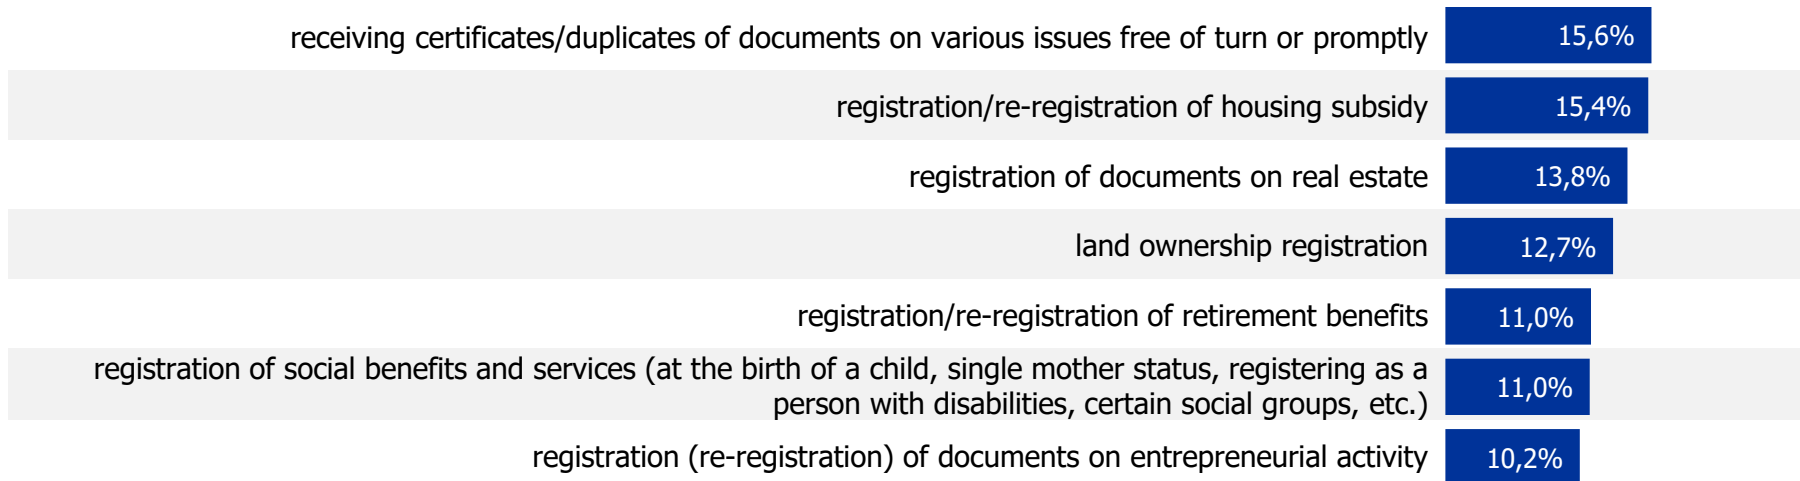 receiving certificates/duplicates of documents on various issues free of turn or promptly 15,6%
registration/re-registration of housing subsidy 15,4%
registration of documents on real estate 13,8%
land ownership registration 12,7%
registration/re-registration of retirement benefits 11,0%
registration of social benefits and services (at the birth of a child, single mother status, registering as a
person with disabilities, certain social groups, etc.) 11,0%
registration (re-registration) of documents on entrepreneurial activity 10,2%